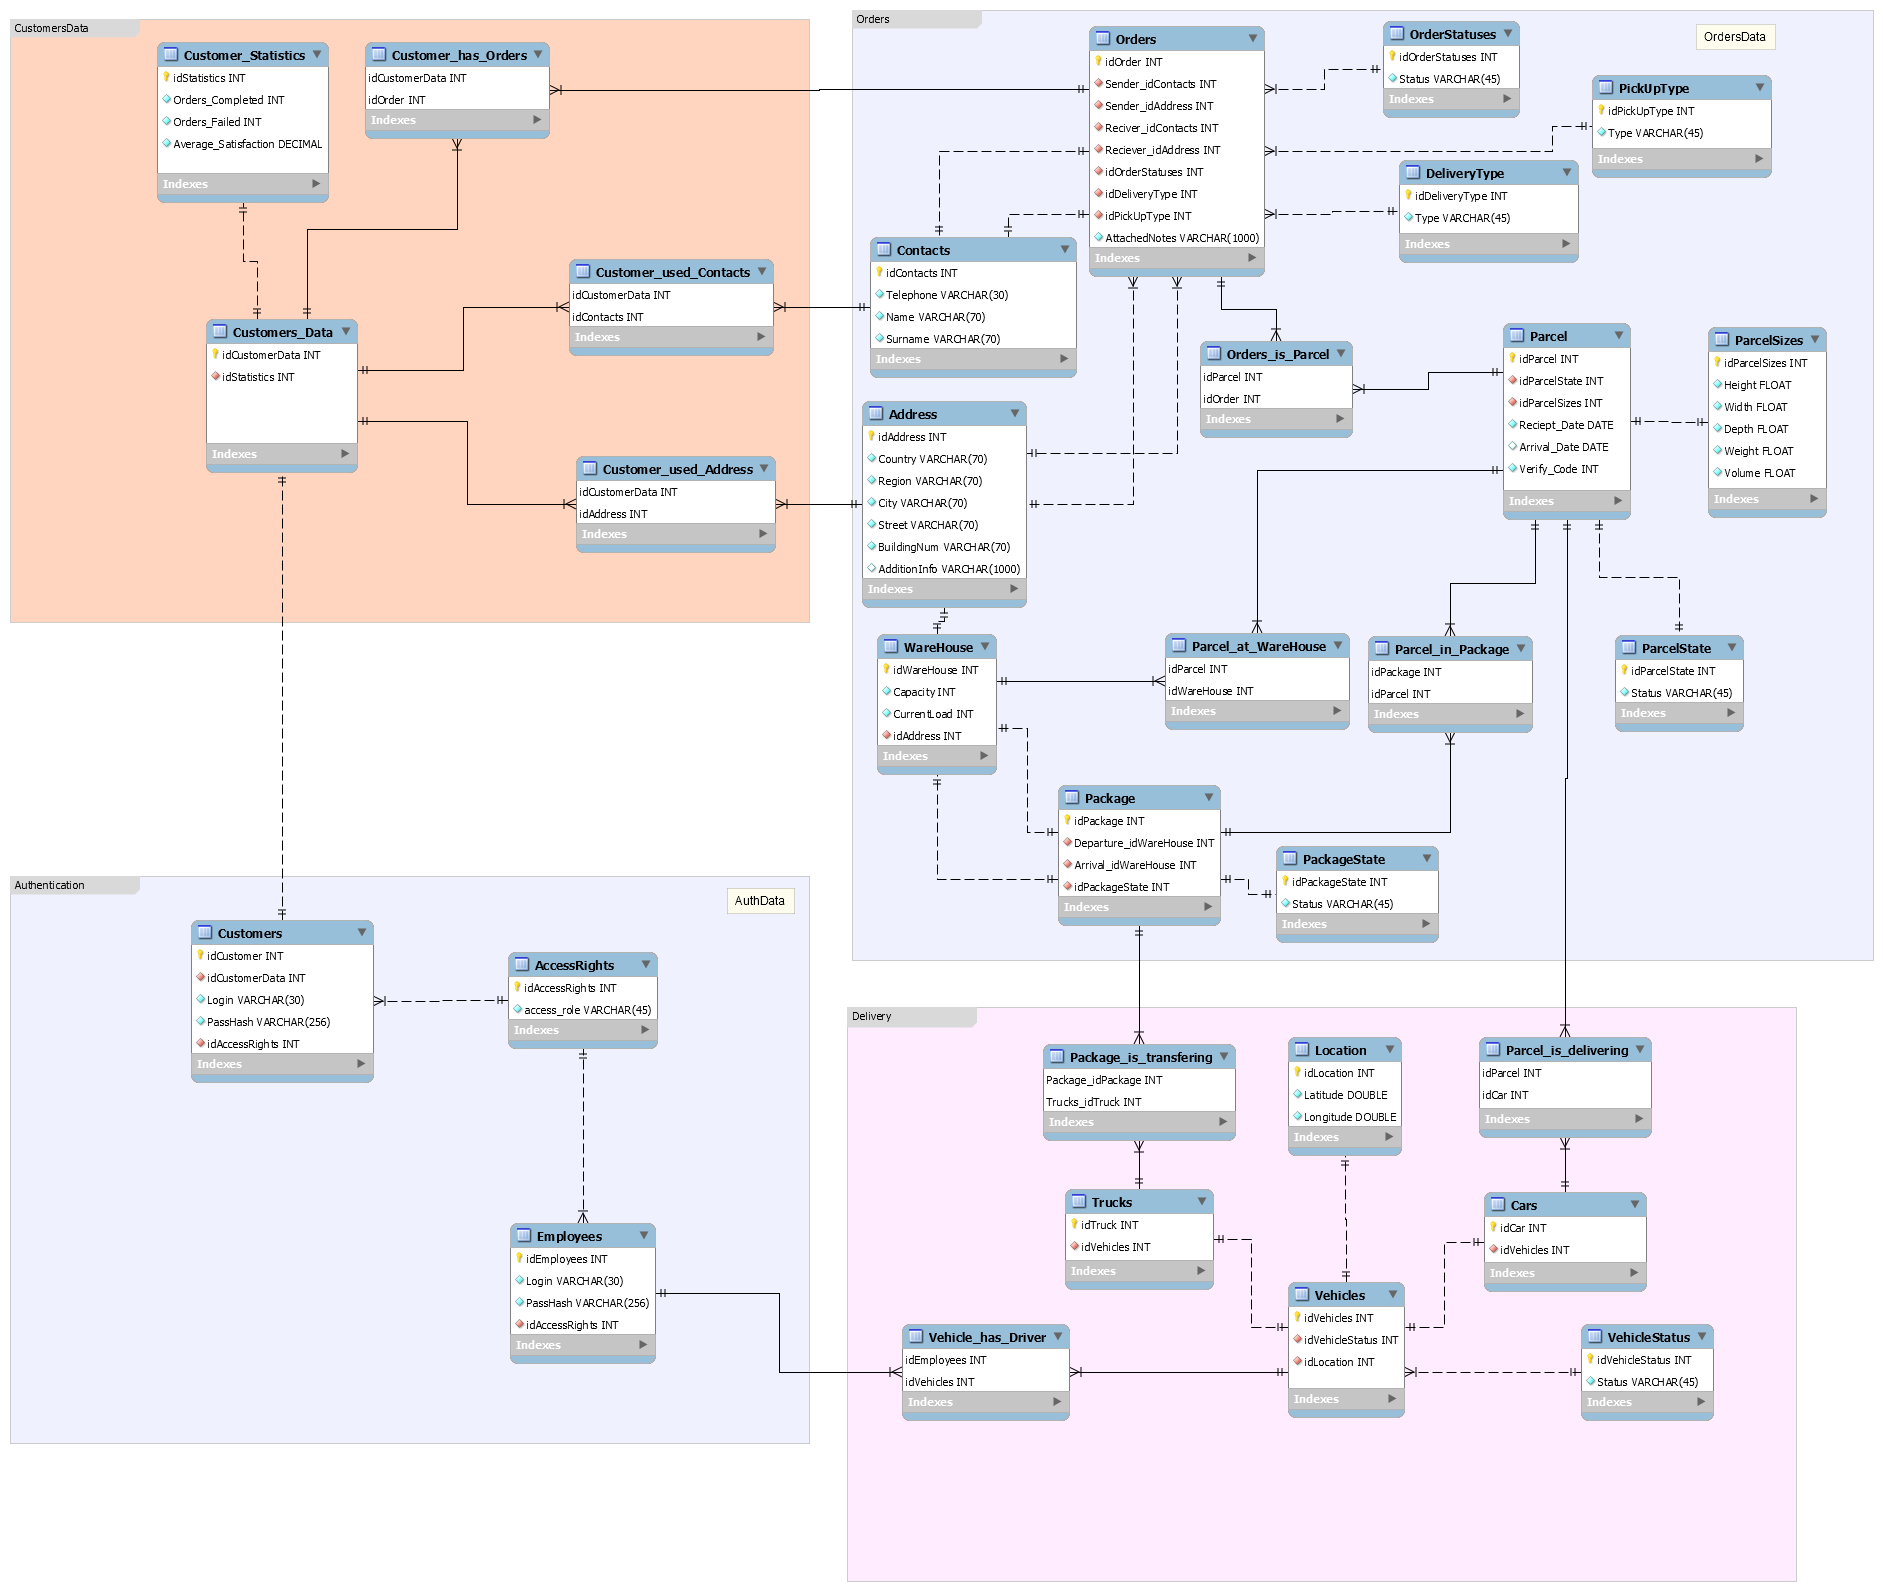 CustomersData
Customer_Statistics
idStatistics INT
Orders_Completed INT
Orders_Failed INT
Average_Satisfaction DECIMAL
Indexes
Customer_has_Orders
idCustomerData INT
idOrder INT
Indexes
Customer_used_Contacts
idCustomerData INT
idContacts INT
Indexes
Customers_Data
idCustomerData INT
idStatistics INT
Indexes
Customer_used_Address
idCustomerData INT
idAddress INT
Indexes
Orders
OrdersData
Orders
idOrder INT
Sender_idContacts INT
Sender_idAddress INT
Reciver_idContacts INT
Reciever_idAddress INT
idOrderStatuses INT
idDeliveryType INT
idPickUpType INT
AttachedNotes VARCHAR(1000)
Indexes
OrderStatuses
idOrderStatuses INT
Status VARCHAR(45)
Indexes
PickUpType
idPickUpType INT
Type VARCHAR(45)
Indexes
DeliveryType
idDeliveryType INT
Type VARCHAR(45)
Indexes
Contacts
idContacts INT
Telephone VARCHAR(30)
Name VARCHAR(70)
Surname VARCHAR(70)
Indexes
Orders_is_Parcel
idParcel INT
idOrder INT
Indexes
Parcel
idParcel INT
idParcelState INT
idParcelSizes INT
Reciept_Date DATE
Arrival_Date DATE
Verify_Code INT
Indexes
ParcelSizes
idParcelSizes INT
Height FLOAT
Width FLOAT
Depth FLOAT
Weight FLOAT
Volume FLOAT
Indexes
Address
idAddress INT
Country VARCHAR(70)
Region VARCHAR(70)
City VARCHAR(70)
Street VARCHAR(70)
BuildingNum VARCHAR(70)
AdditionInfo VARCHAR(1000)
Indexes
WareHouse
idWareHouse INT
Capacity INT
CurrentLoad INT
idAddress INT
Indexes
Parcel_at_WareHouse
idParcel INT
idWareHouse INT
Indexes
Parcel_in_Package
idPackage INT
idParcel INT
Indexes
ParcelState
idParcelState INT
Status VARCHAR(45)
Indexes
Package
idPackage INT
Departure_idWareHouse INT
Arrival_idWareHouse INT
idPackageState INT
Indexes
PackageState
idPackageState INT
Status VARCHAR(45)
Indexes
Authentication
AuthData
Customers
idCustomer INT
idCustomerData INT
Login VARCHAR(30)
PassHash VARCHAR(256)
idAccessRights INT
Indexes
AccessRights
idAccessRights INT
access_role VARCHAR(45)
Indexes
Employees
idEmployees INT
Login VARCHAR(30)
PassHash VARCHAR(256)
idAccessRights INT
Indexes
Delivery
Package_is_transfering
Package_idPackage INT
Trucks_idTruck INT
Indexes
Location
idLocation INT
Latitude DOUBLE
Longitude DOUBLE
Indexes
Parcel_is_delivering
idParcel INT
idCar INT
Indexes
Trucks
idTruck INT
idVehicles INT
Indexes
Cars
idCar INT
idVehicles INT
Indexes
Vehicles
idVehicles INT
idVehicleStatus INT
idLocation INT
Indexes
Vehicle_has_Driver
idEmployees INT
idVehicles INT
Indexes
VehicleStatus
idVehicleStatus INT
Status VARCHAR(45)
Indexes